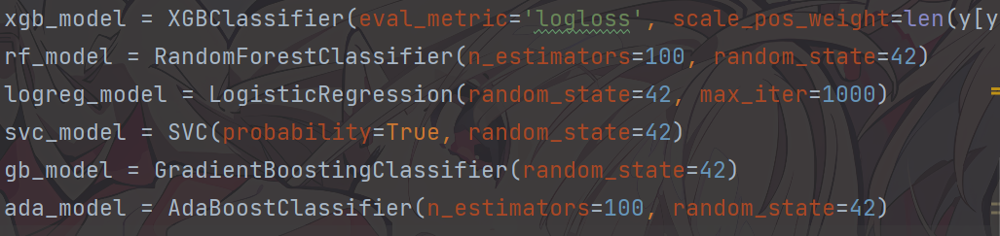 xgb_model = XGBClassifier(eval_metric='logloss', scale_pos_weight=len(y[y
rf_model = RandomForestClassifier(n_estimators=100, random_state=42)
logreg_model = LogisticRegression(random_state=42, max_iter=1000)
svc_model = SVC(probability=True, random_state=42)
gb_model = GradientBoostingClassifier(random_state=42)
ada_model = AdaBoostClassifier(n_estimators=100, random_state=42)